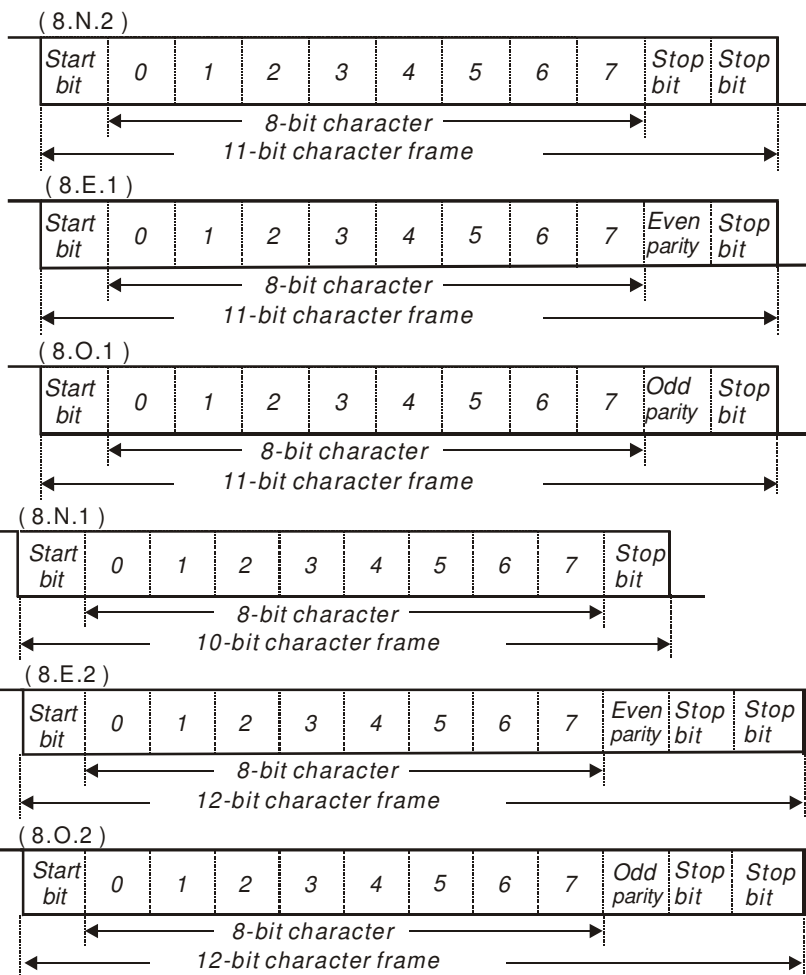 ( 8.N.2 )
Start bit 0 1 2 3 4 5 6 7 Stop bit Stop bit
8-bit character
11-bit character frame
( 8.E.1 )
Start bit 0 1 2 3 4 5 6 7 Even parity Stop bit
8-bit character
11-bit character frame
( 8.O.1 )
Start bit 0 1 2 3 4 5 6 7 Odd parity Stop bit
8-bit character
11-bit character frame
( 8.N.1 )
Start bit 0 1 2 3 4 5 6 7 Stop bit
8-bit character
10-bit character frame
( 8.E.2 )
Start bit 0 1 2 3 4 5 6 7 Even parity Stop bit Stop bit
8-bit character
12-bit character frame
( 8.O.2 )
Start bit 0 1 2 3 4 5 6 7 Odd parity Stop bit Stop bit
8-bit character
12-bit character frame